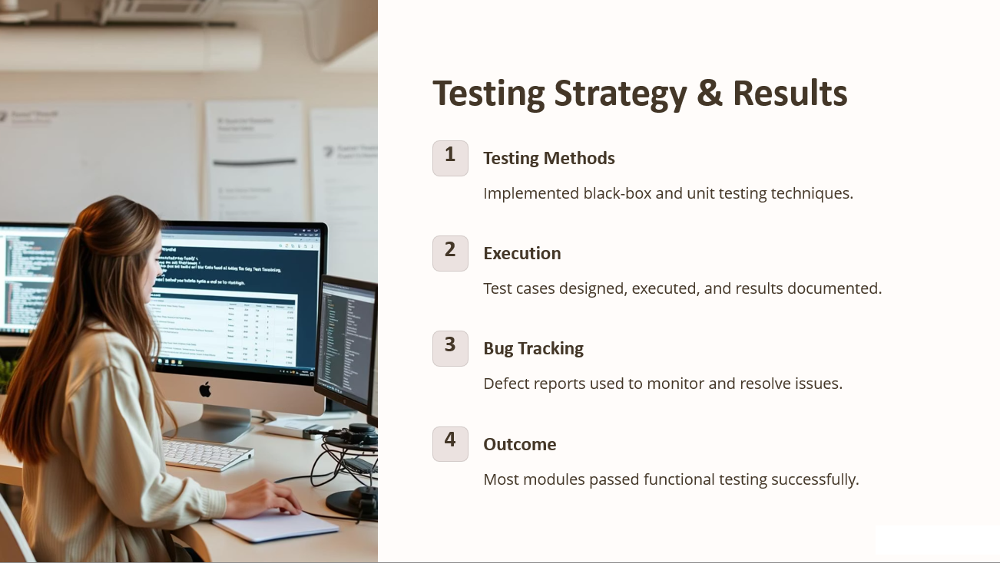 Testing Strategy & Results
1
Testing Methods
Implemented black-box and unit testing techniques.
2
Execution
Test cases designed, executed, and results documented.
3
Bug Tracking
Defect reports used to monitor and resolve issues.
4
Outcome
Most modules passed functional testing successfully.